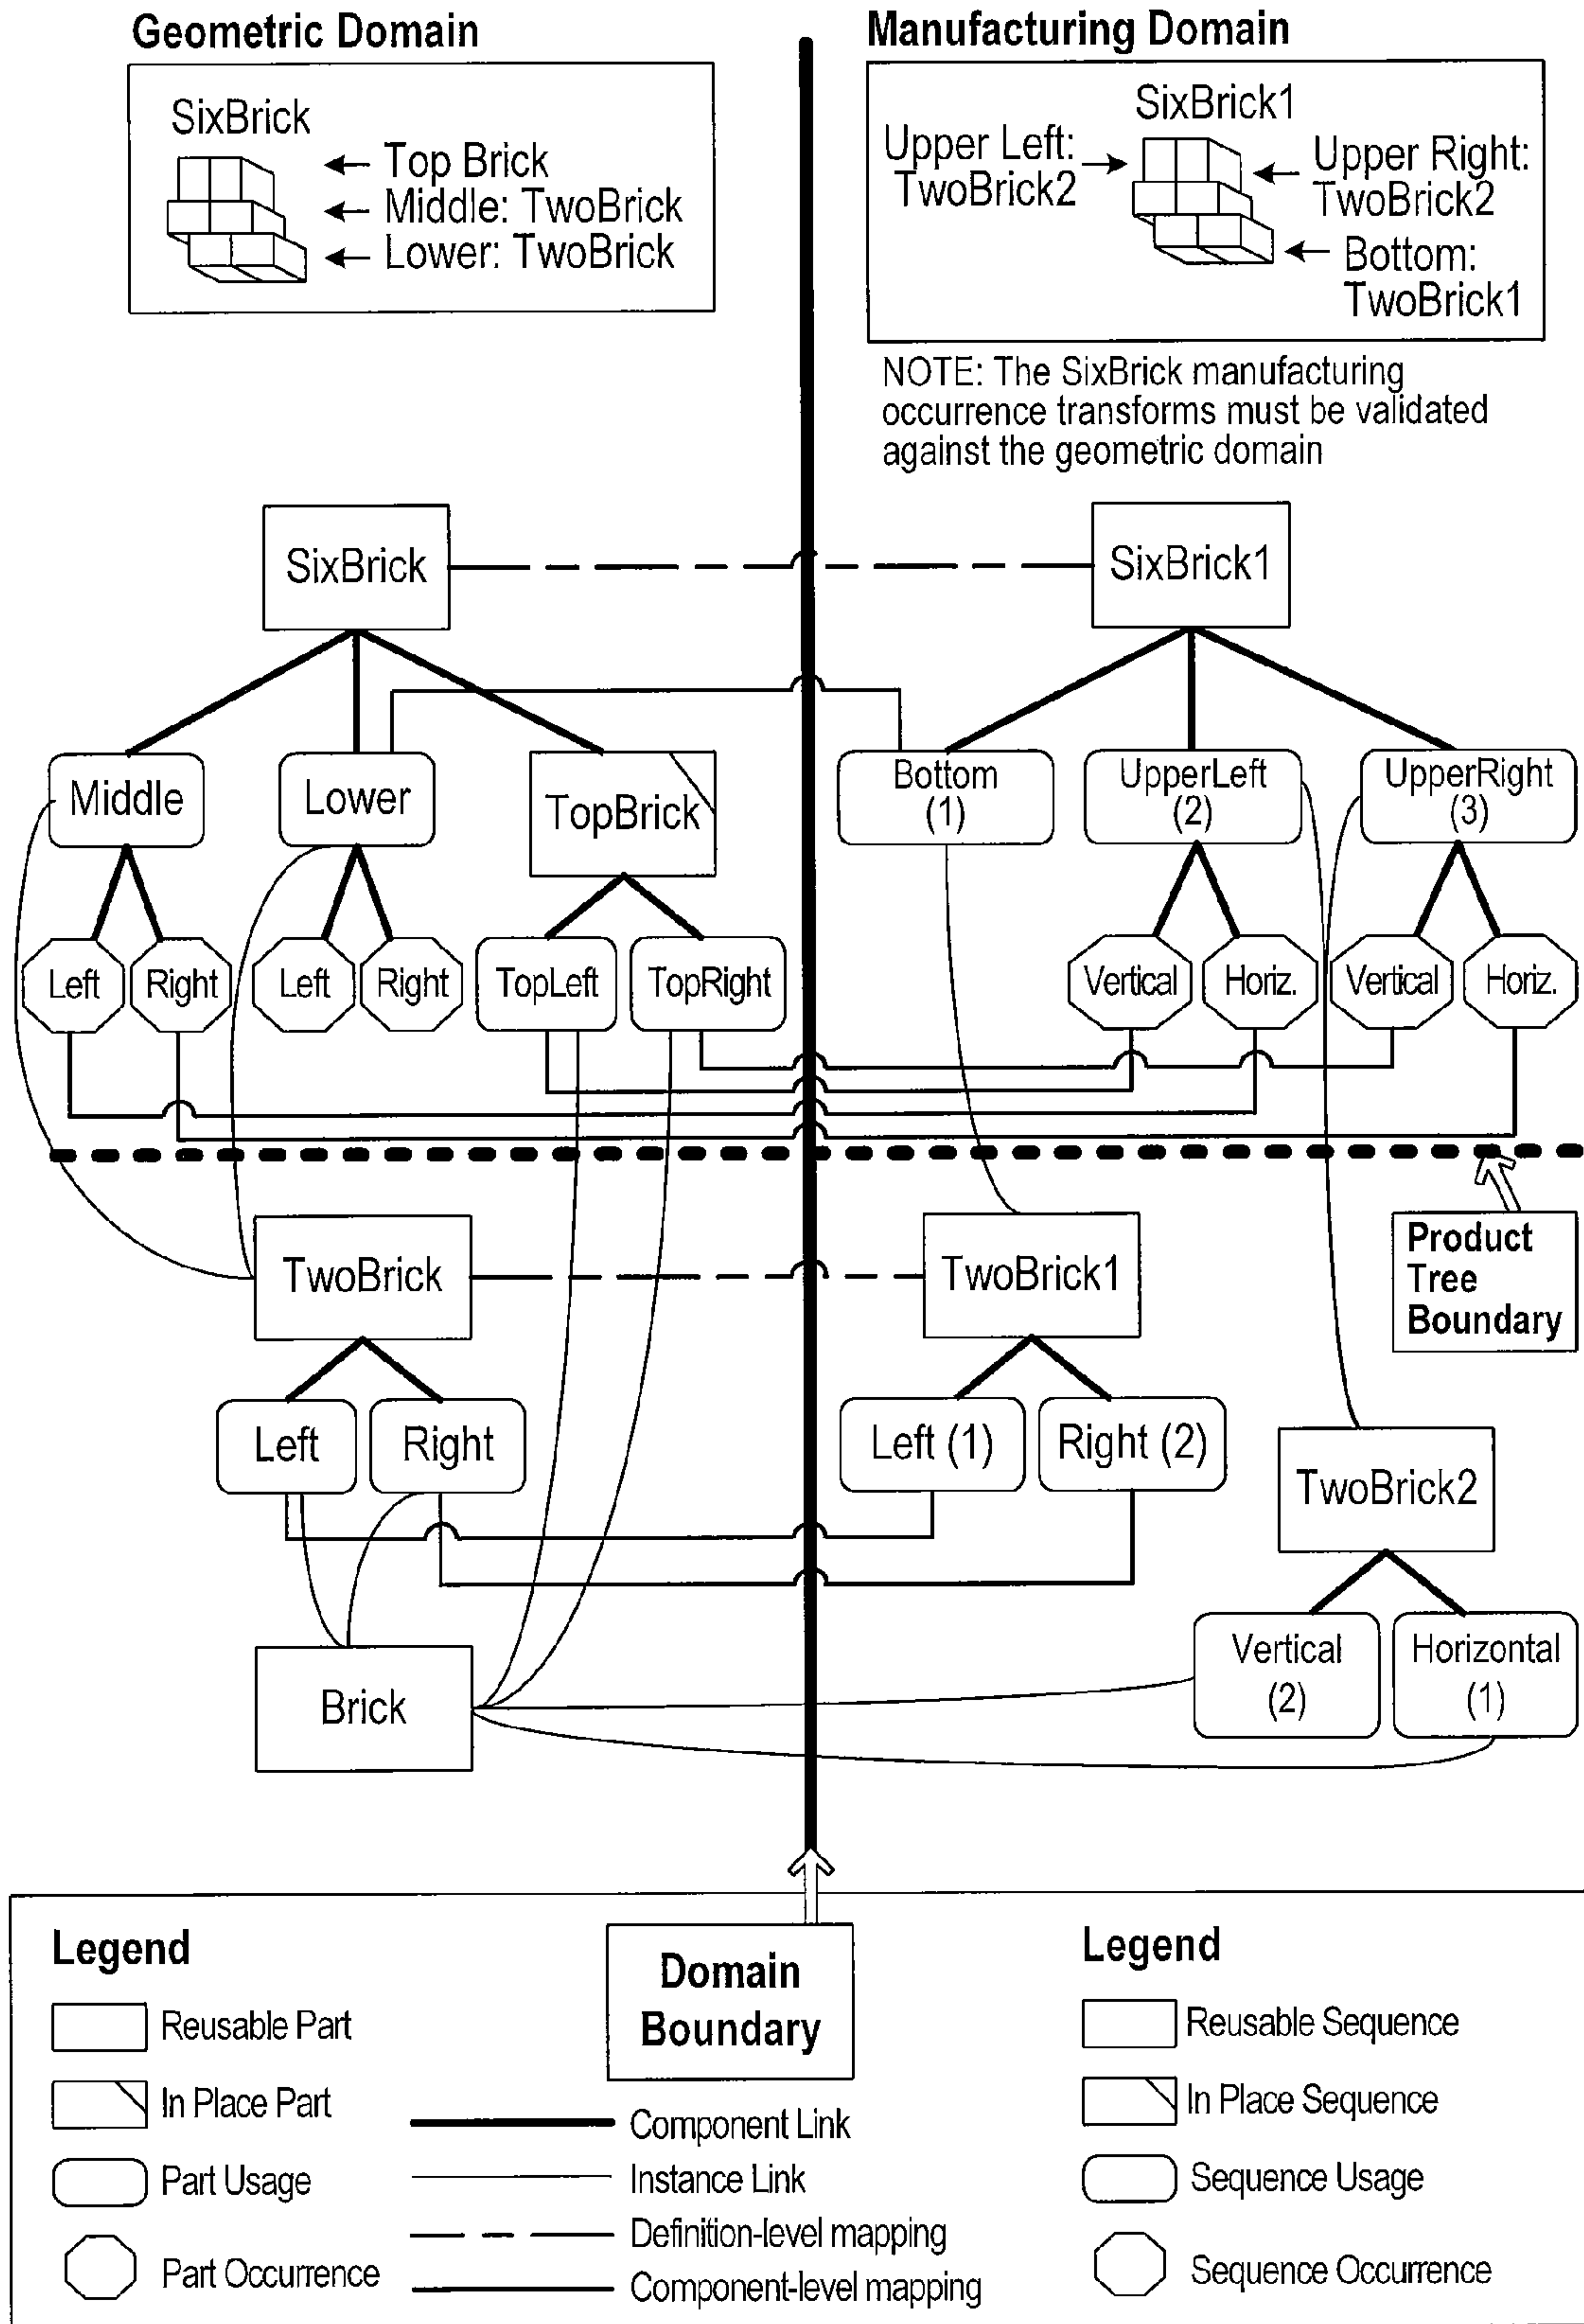 Geometric Domain
SixBrick
Top Brick
Middle: TwoBrick
Lower: TwoBrick
Manufacturing Domain
SixBrick1
Upper Left:
TwoBrick2
Upper Right:
TwoBrick2
Bottom:
TwoBrick1
NOTE: The SixBrick manufacturing
occurrence transforms must be validated
against the geometric domain
SixBrick
SixBrick1
Middle
Lower
TopBrick
Bottom
(1)
UpperLeft
(2)
UpperRight
(3)
Left
Right
Left
Right
TopLeft
TopRight
Vertical
Horiz.
Vertical
Horiz.
TwoBrick
TwoBrick1
Product
Tree
Boundary
Left
Right
Left (1)
Right (2)
TwoBrick2
Brick
Vertical
(2)
Horizontal
(1)
Legend
Reusable Part
In Place Part
Part Usage
Part Occurrence
Domain
Boundary
Component Link
Instance Link
Definition-level mapping
Component-level mapping
Legend
Reusable Sequence
In Place Sequence
Sequence Usage
Sequence Occurrence